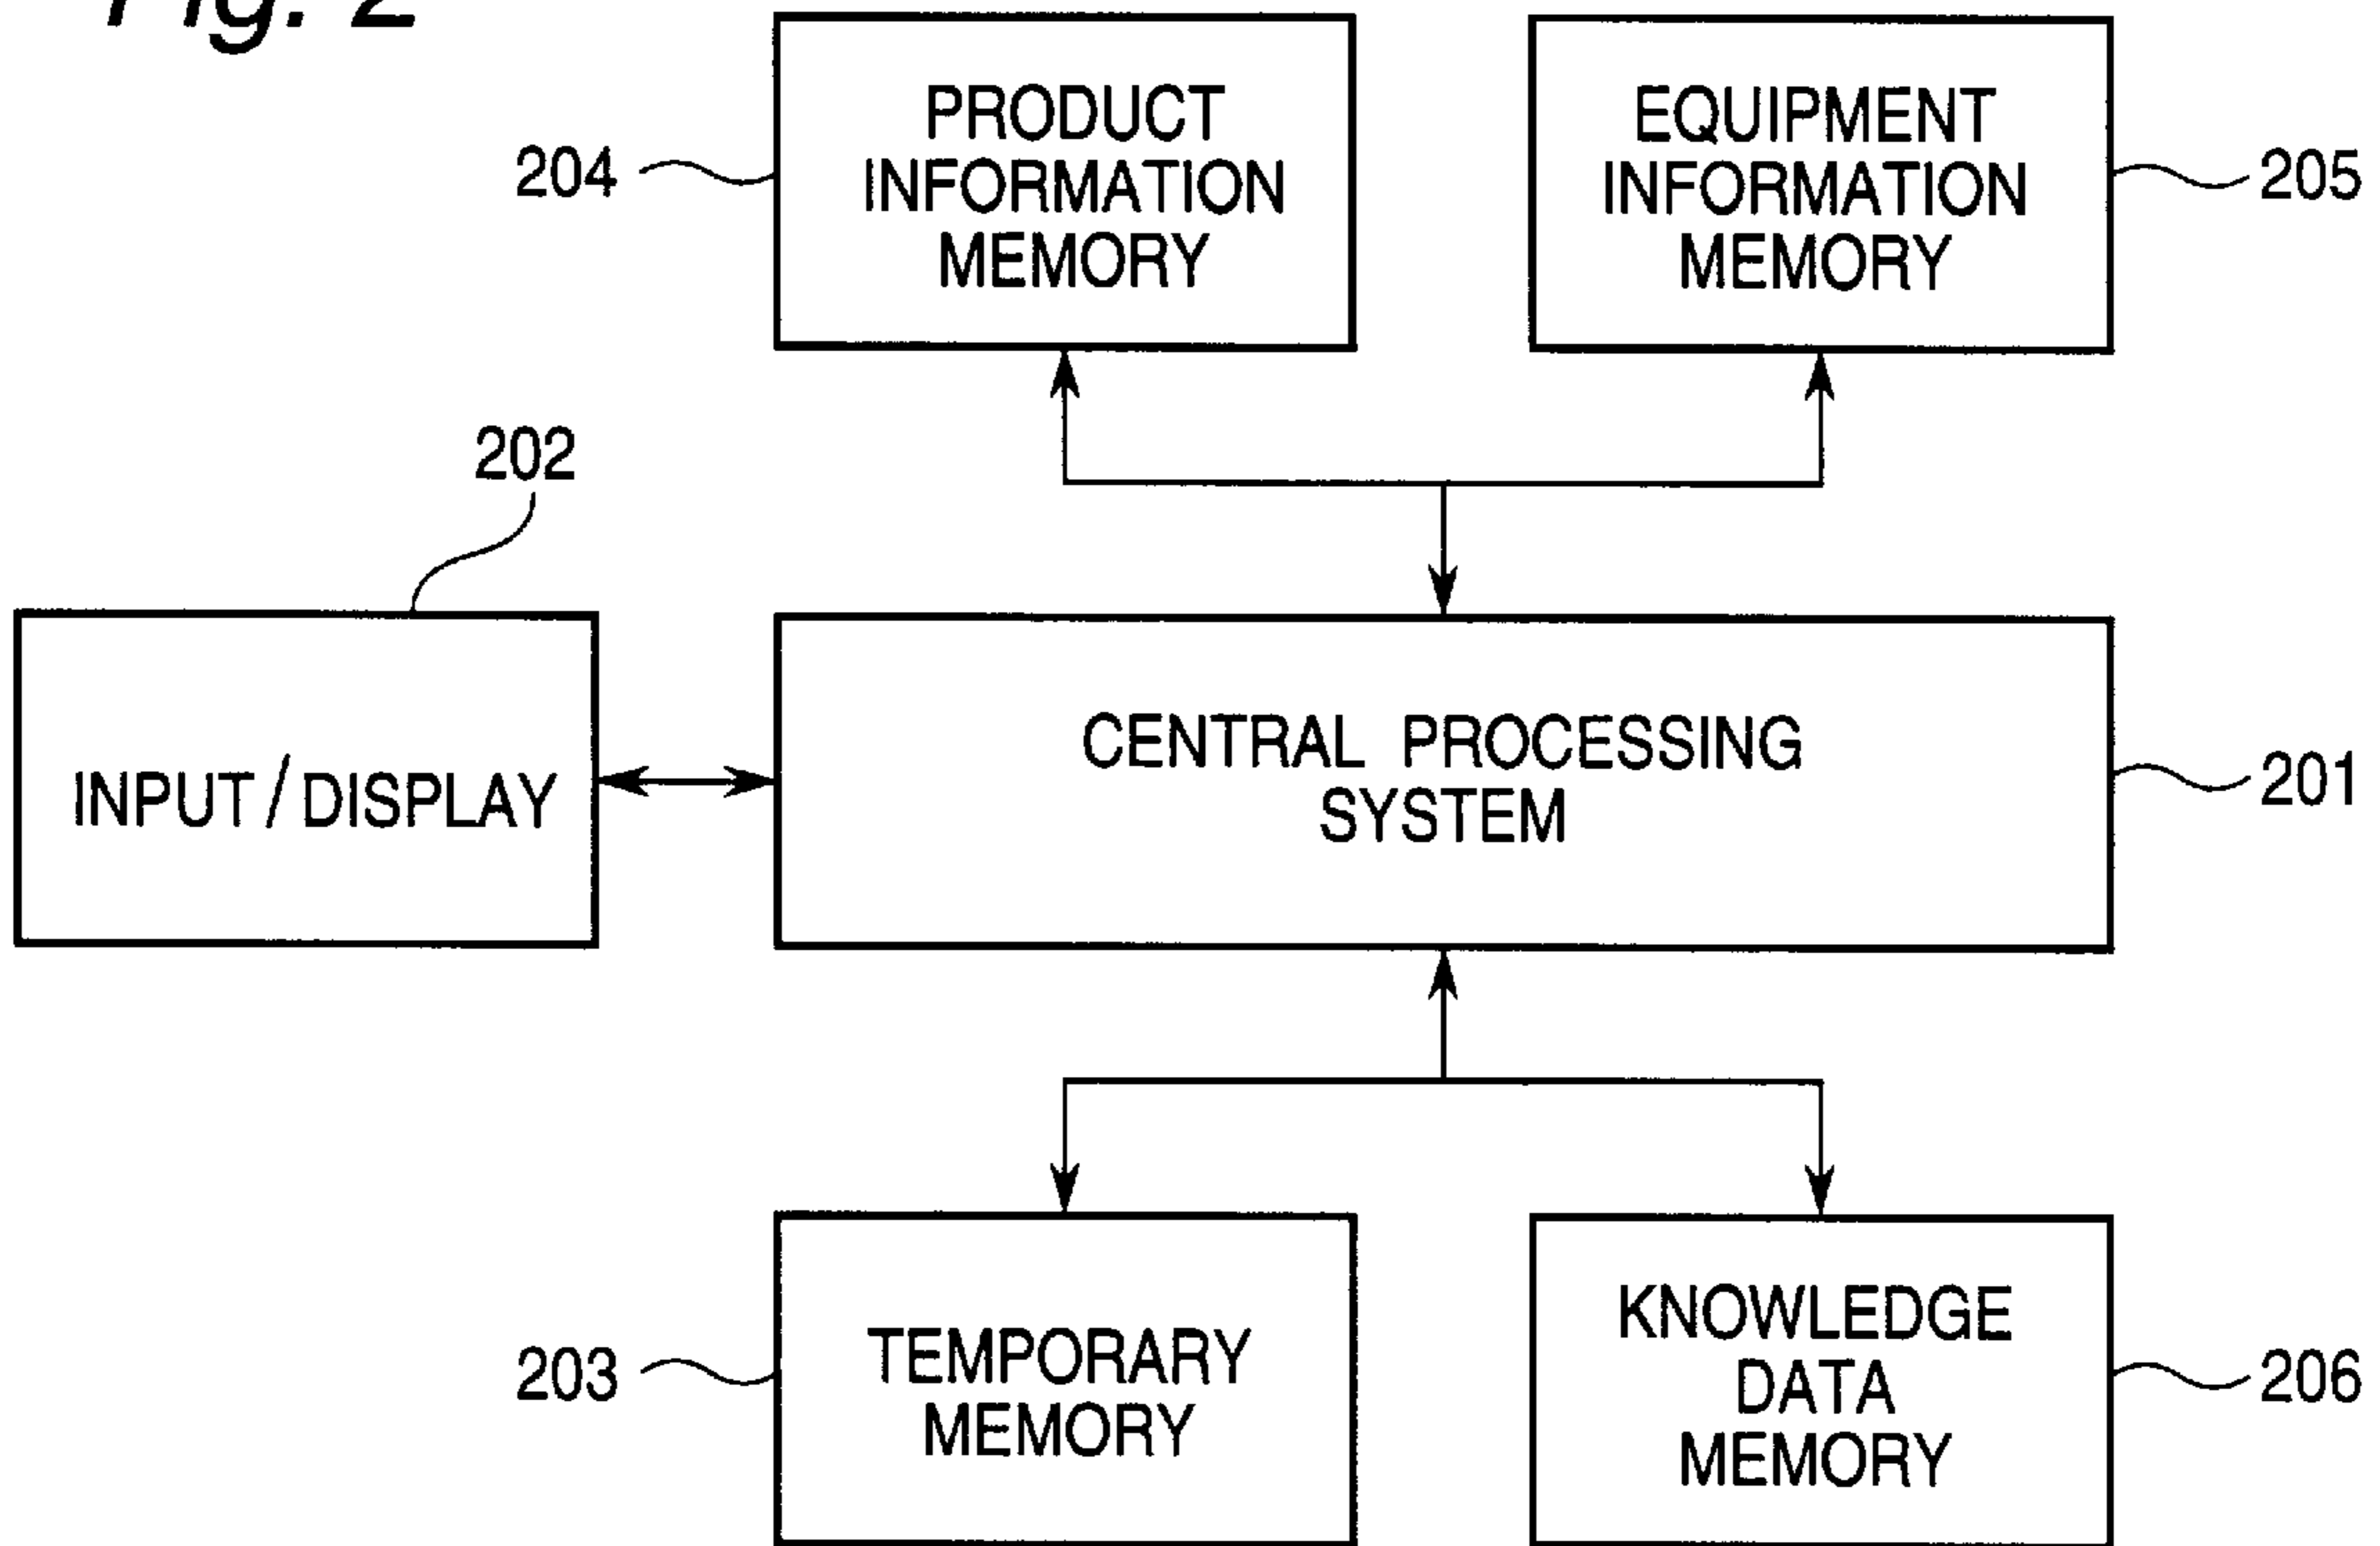 Fig. 2
PRODUCT
INFORMATION
MEMORY
204
EQUIPMENT
INFORMATION
MEMORY
205
202
INPUT/DISPLAY
CENTRAL PROCESSING
SYSTEM
201
203
TEMPORARY
MEMORY
KNOWLEDGE
DATA
MEMORY
206